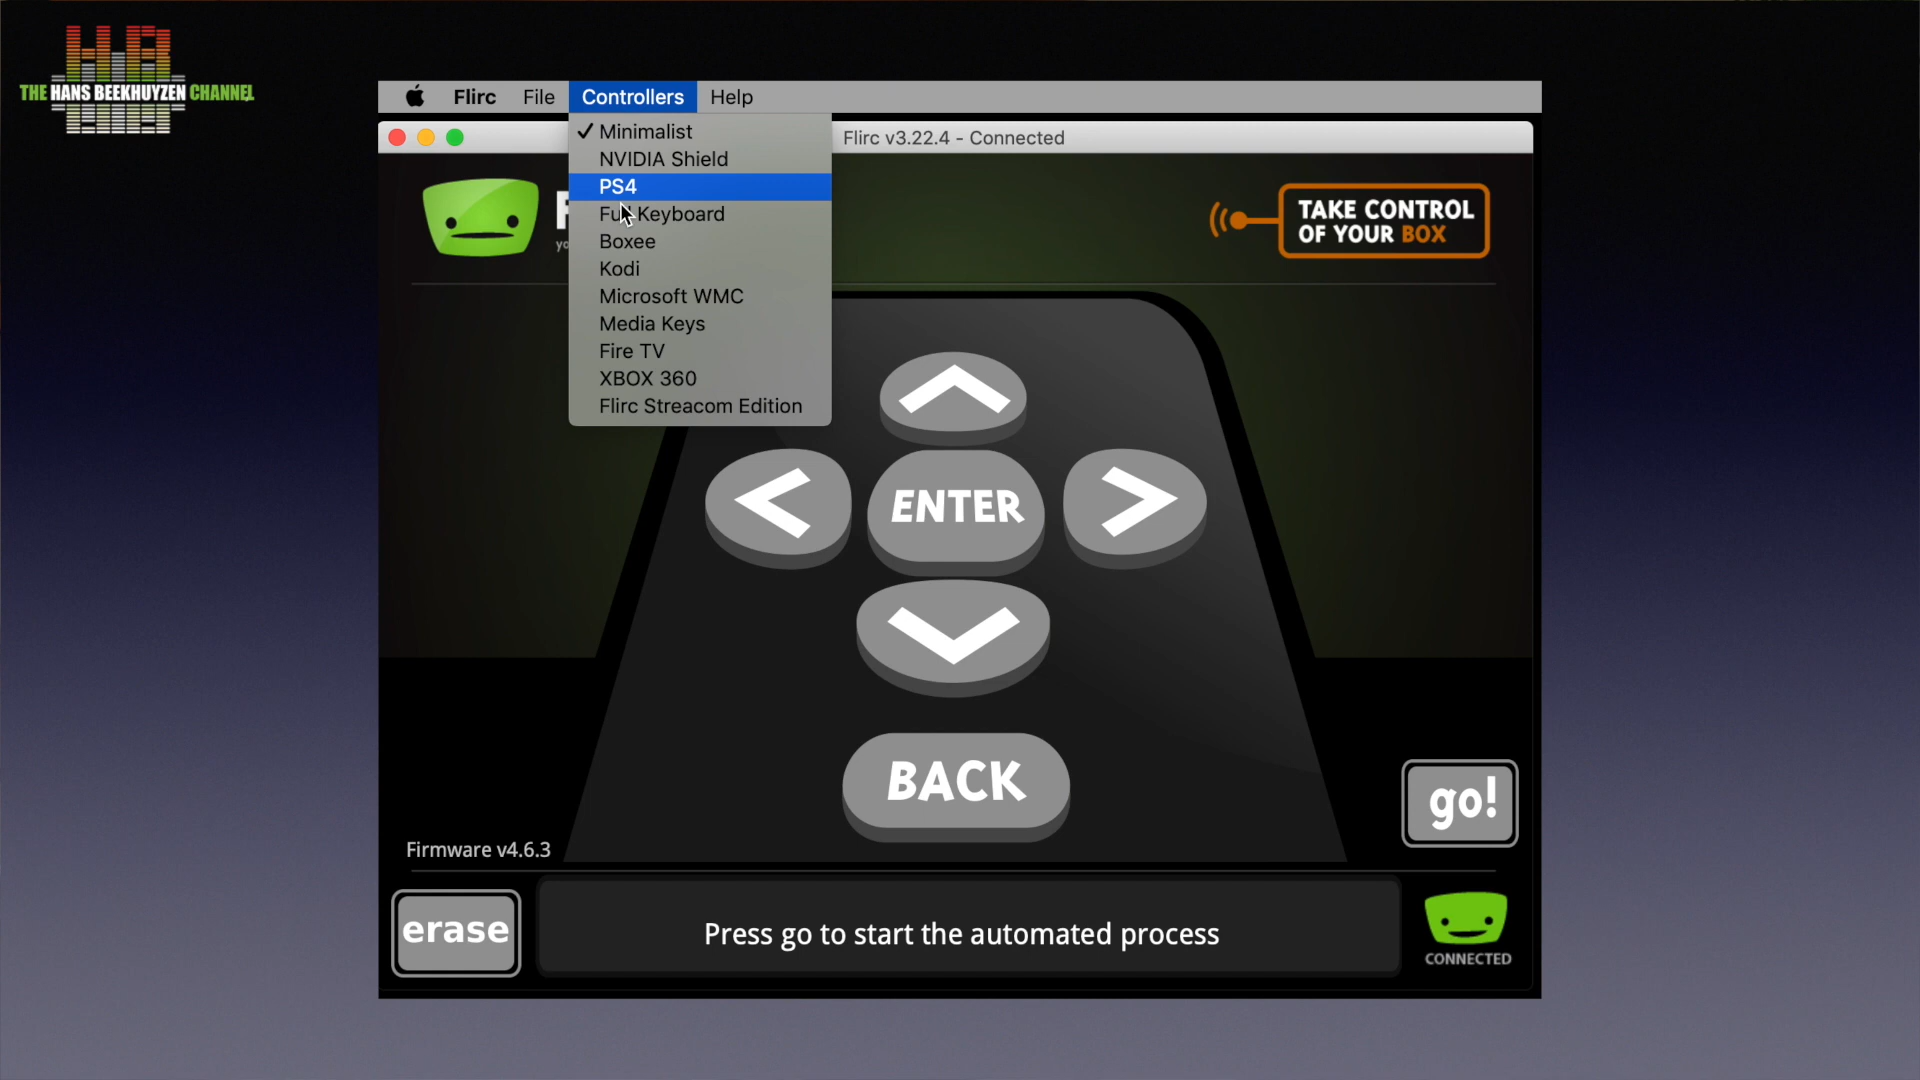 THE HANS BEEKHUYZEN CHANNEL
Flirc File Controllers Help
Flirc v3.22.4 - Connected
✓ Minimalist
NVIDIA Shield
PS4
Full Keyboard
Boxee
Kodi
Microsoft WMC
Media Keys
Fire TV
XBOX 360
Flirc Streacom Edition
TAKE CONTROL
OF YOUR BOX
ENTER
BACK
go!
Firmware v4.6.3
erase
Press go to start the automated process
CONNECTED